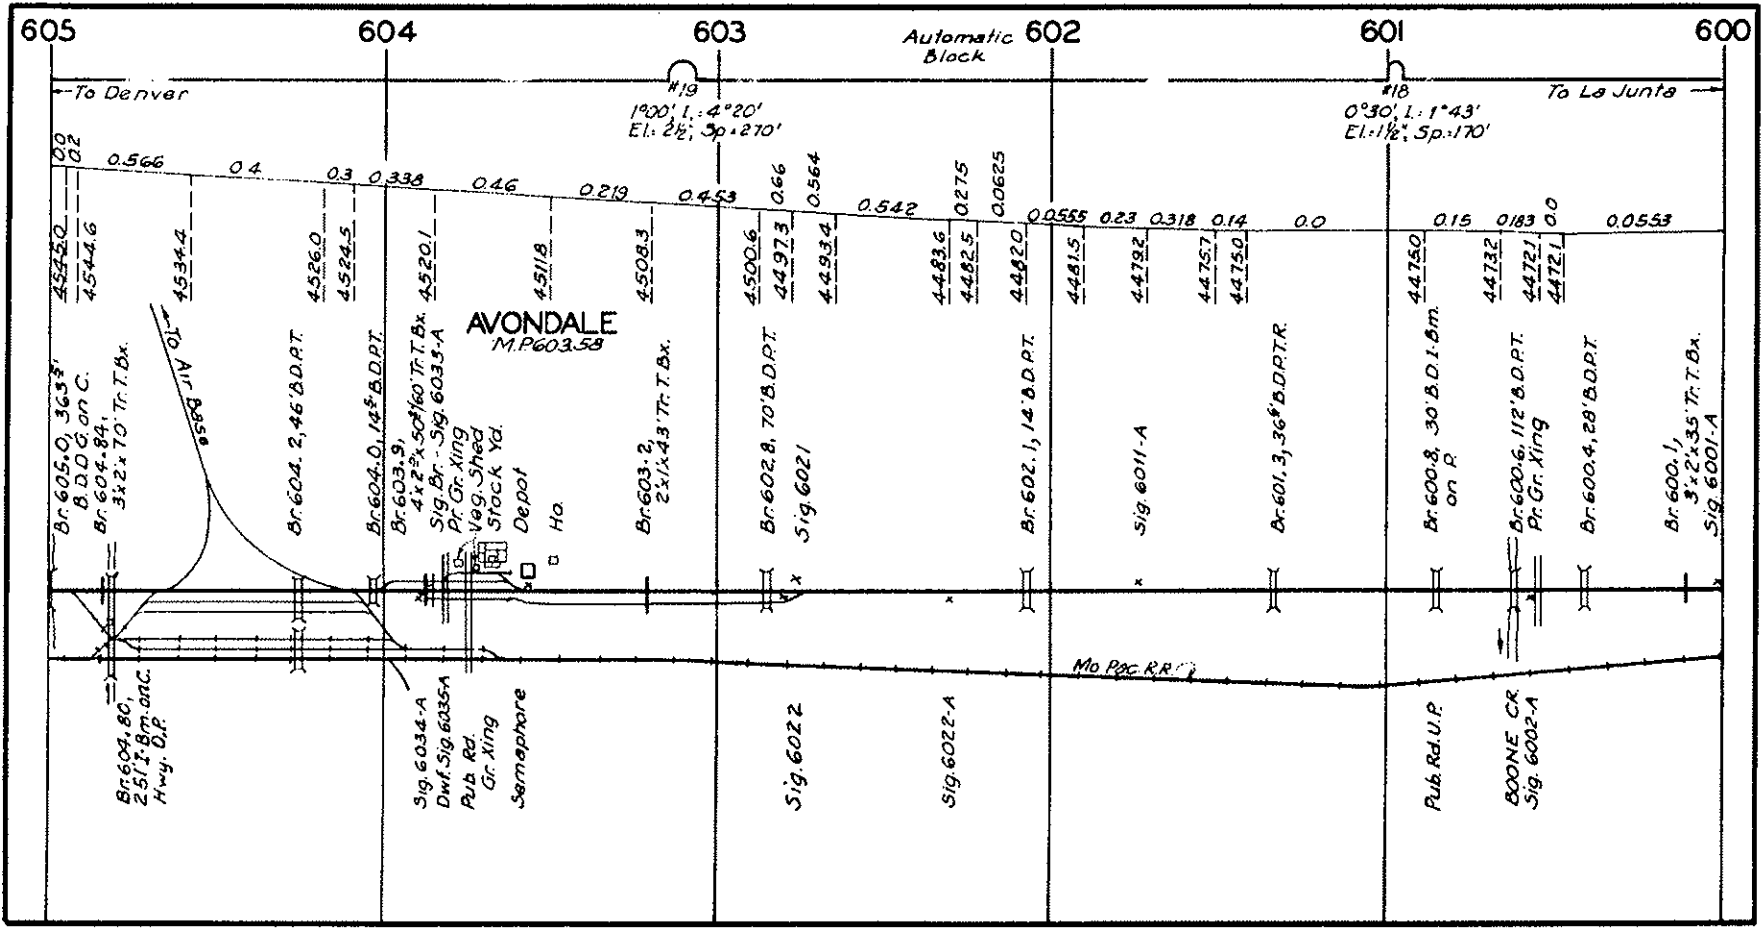 605 604 603 Automatic 602 601 600
Block
To Denver
#19
1°00', I.: 4°20'
El.: 2½", Sp.: 270'
#18
0°30', I.: 1°43'
El.: 1½", Sp.: 170'
To La Junta
0.0 0.2 0.566 0.4 0.3 0.338 0.46 0.219 0.453 0.66 0.564 0.542 0.275 0.0625 0.0555 0.23 0.318 0.14 0.0 0.15 0.183 0.0 0.0553
4545.0 4544.6 4534.4 4526.0 4524.5 4520.1 4511.8 4508.3 4500.6 4497.3 4493.4 4483.6 4482.5 4482.0 4481.5 4479.2 4475.7 4475.0 4475.0 4473.2 4472.1 4472.1
AVONDALE
M.P. 603.58
To Air Base
Br. 605.0, 363
B.D.D.G. on C.
Br. 604.84,
3'x2'x70' Tr. T. Bx.
Br. 604.2, 46' B.D.P.T.
Br. 604.0, 14 B.D.P.T.
Br. 603.9,
Tr. T. Bx.
Sig. Br. - Sig. 6033-A
Pr. Gr. Xing
Veg. Shed
Stock Yd.
Depot
Ho.
Br. 603.2,
2'x1'x43' Tr. T. Bx.
Br. 602.8, 70' B.D.P.T.
Sig. 6021
Br. 602.1, 14' B.D.P.T.
Sig. 6011-A
Br. 601.3, 36 B.D.P.T.R.
Br. 600.8, 30' B.D. I-Bm.
on P.
Br. 600.6, 112' B.D.P.T.
Pr. Gr. Xing
Br. 600.4, 28' B.D.P.T.
Br. 600.1,
3'x2'x35' Tr. T. Bx.
Sig. 6001-A
Mo. Pac. R.R.
Br. 604.80,
251' I-Bm. on C.
Hwy. O.P.
Sig. 6034-A
Dwf. Sig. 6035-A
Pub. Rd.
Gr. Xing
Semaphore
Sig. 6022
Sig. 6022-A
Pub. Rd. U.P.
BOONE CR.
Sig. 6002-A